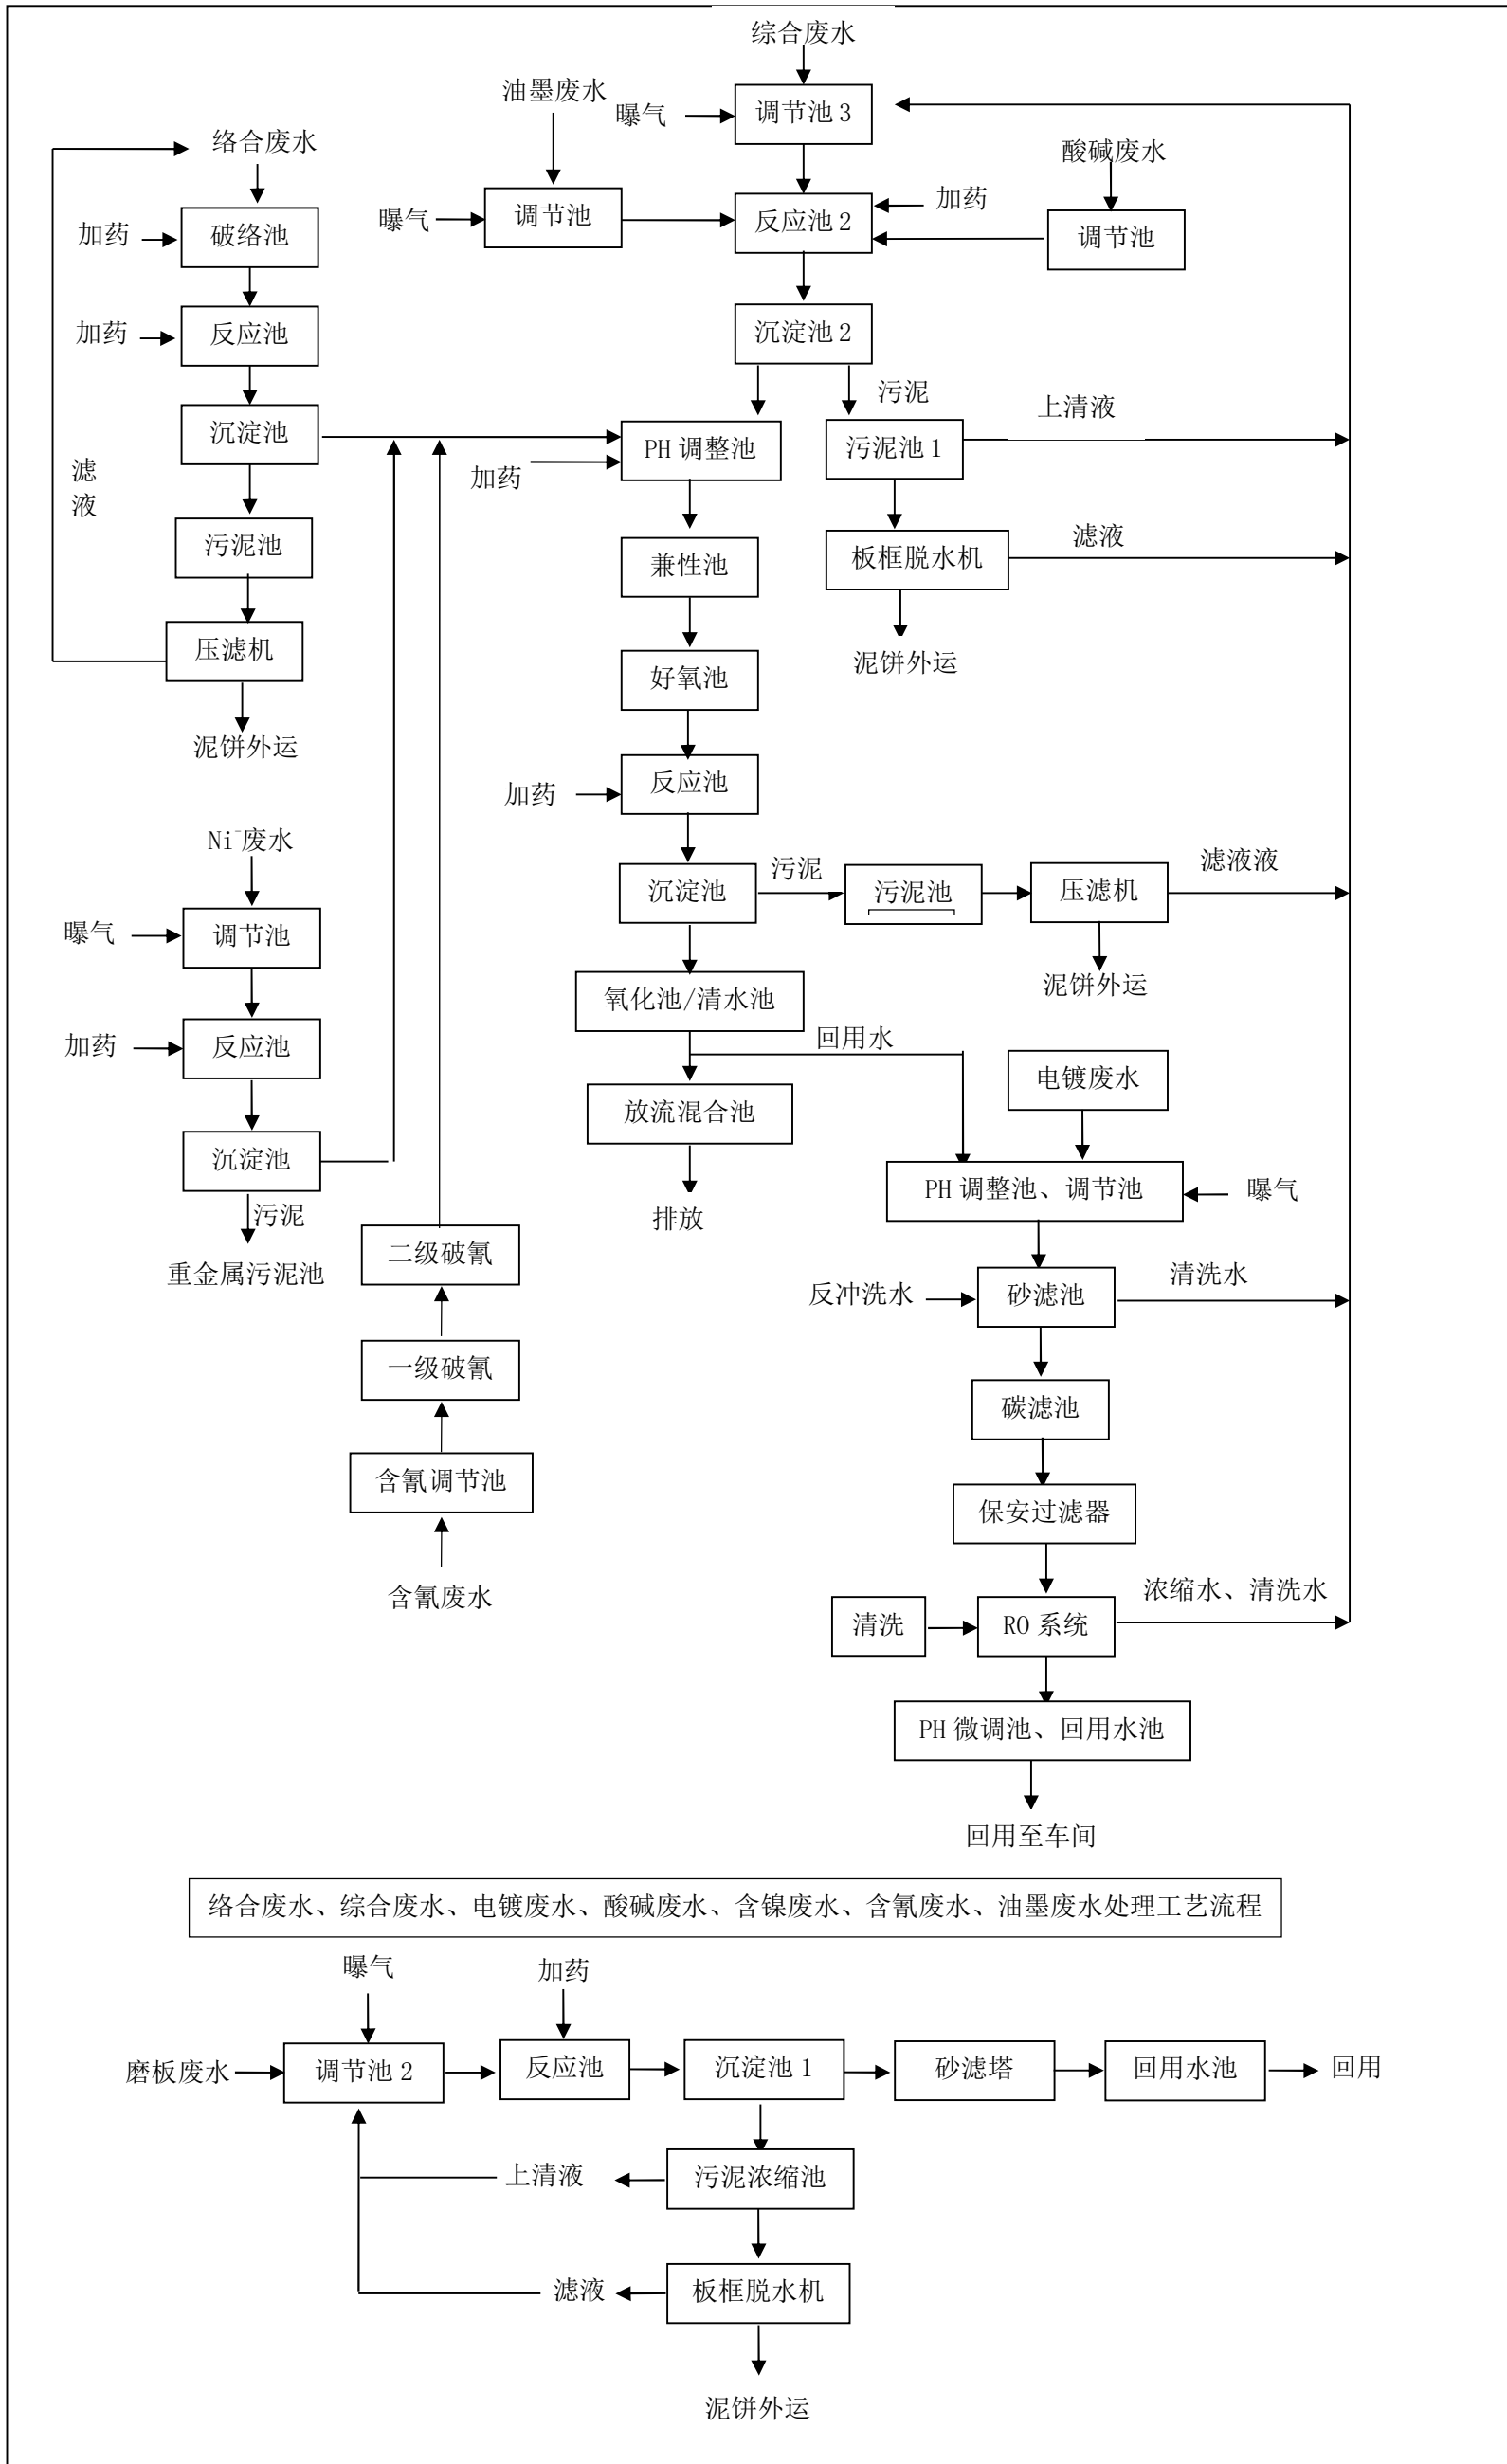 综合废水
油墨废水
曝气
调节池 3
络合废水
酸碱废水
加药
破络池
曝气
调节池
反应池 2
加药
调节池
加药
反应池
沉淀池 2
沉淀池
污泥
上清液
滤液
PH 调整池
加药
污泥池 1
污泥池
兼性池
板框脱水机
滤液
压滤机
好氧池
泥饼外运
泥饼外运
加药
反应池
Ni 废水
沉淀池
污泥
污泥池
压滤机
滤液液
曝气
调节池
泥饼外运
氧化池/清水池
加药
反应池
回用水
电镀废水
放流混合池
沉淀池
污泥
PH 调整池、调节池
曝气
排放
重金属污泥池
二级破氰
反冲洗水
砂滤池
清洗水
一级破氰
碳滤池
含氰调节池
保安过滤器
含氰废水
清洗
RO 系统
浓缩水、清洗水
PH 微调池、回用水池
回用至车间
络合废水、综合废水、电镀废水、酸碱废水、含镍废水、含氰废水、油墨废水处理工艺流程
曝气
加药
磨板废水
调节池 2
反应池
沉淀池 1
砂滤塔
回用水池
回用
上清液
污泥浓缩池
滤液
板框脱水机
泥饼外运